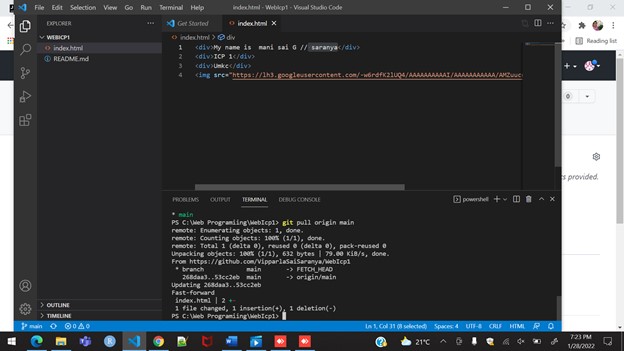 File Edit Selection View Go Run Terminal Help
index.html - WebIcp1 - Visual Studio Code
EXPLORER
WEBICP1
index.html
README.md
OUTLINE
TIMELINE
Get Started
index.html
index.html > div
1 <div>My name is mani sai G // saranya</div>
2 <div>ICP 1</div>
3 <div>Umkc</div>
4 <img src="https://lh3.googleusercontent.com/-w6rdfK2lUQ4/AAAAAAAAAAI/AAAAAAAAAAA/AMZuuc
PROBLEMS OUTPUT TERMINAL DEBUG CONSOLE
powershell
* main
PS C:\Web Programiing\WebIcp1> git pull origin main
remote: Enumerating objects: 1, done.
remote: Counting objects: 100% (1/1), done.
remote: Total 1 (delta 0), reused 0 (delta 0), pack-reused 0
Unpacking objects: 100% (1/1), 632 bytes | 79.00 KiB/s, done.
From https://github.com/VipparlaSaiSaranya/WebIcp1
* branch main -> FETCH_HEAD
268daa3..53cc2eb main -> origin/main
Updating 268daa3..53cc2eb
Fast-forward
index.html | 2 +-
1 file changed, 1 insertion(+), 1 deletion(-)
PS C:\Web Programiing\WebIcp1>
main
0 0
Ln 1, Col 31 (8 selected) Spaces: 4 UTF-8 CRLF HTML
Reading list
0
s provided.
21°C
7:23 PM
1/28/2022